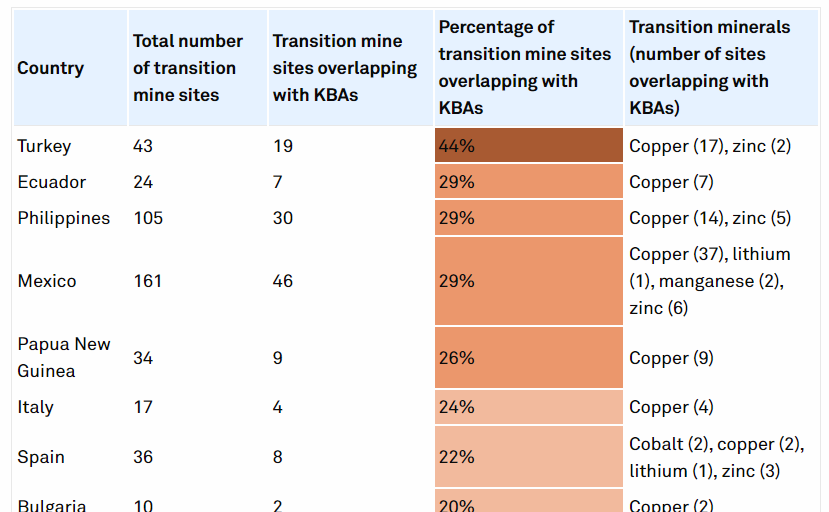 Country
Total number
of transition
mine sites
Transition mine
sites overlapping
with KBAs
Percentage of
transition mine sites
overlapping with
KBAs
Transition minerals
(number of sites
overlapping with
KBAs)
Turkey 43 19 44% Copper (17), zinc (2)
Ecuador 24 7 29% Copper (7)
Philippines 105 30 29% Copper (14), zinc (5)
Mexico 161 46 29% Copper (37), lithium
(1), manganese (2),
zinc (6)
Papua New
Guinea 34 9 26% Copper (9)
Italy 17 4 24% Copper (4)
Spain 36 8 22% Cobalt (2), copper (2),
lithium (1), zinc (3)
Bulgaria 10 2 20% Copper (2)